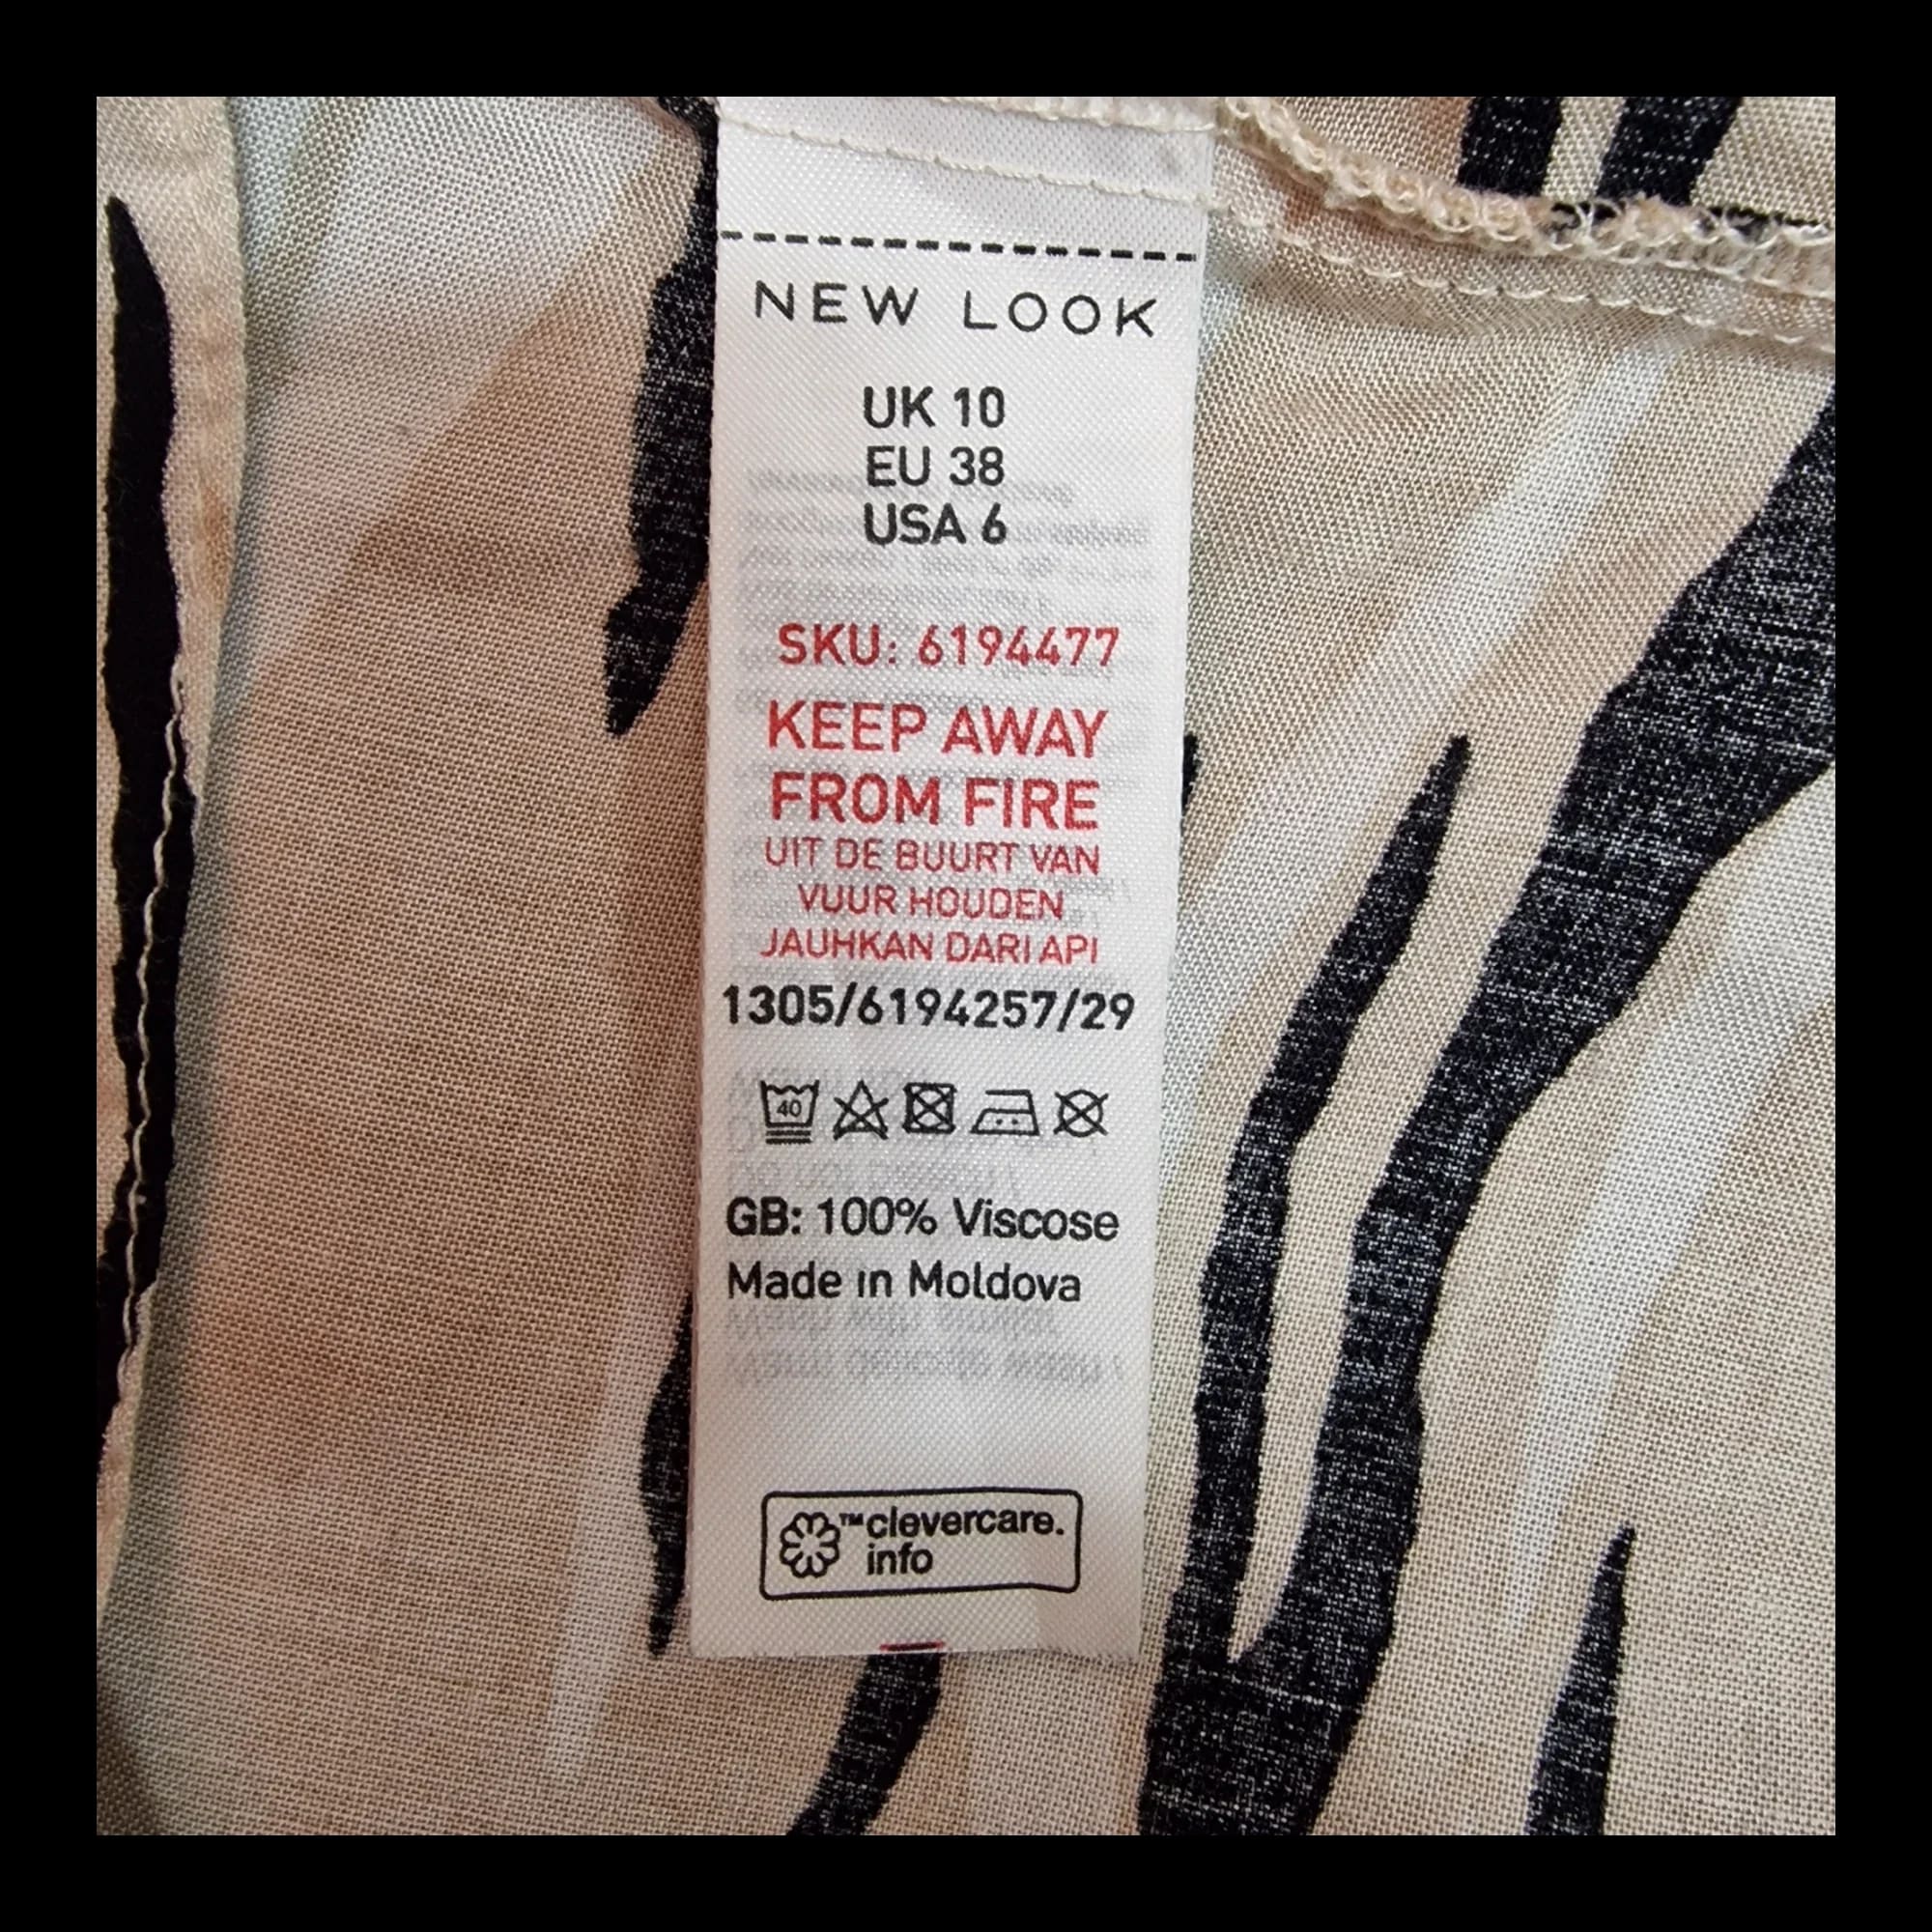 NEW LOOK
UK 10
EU 38
USA 6
SKU: 6194477
KEEP AWAY
FROM FIRE
UIT DE BUURT VAN
VUUR HOUDEN
JAUHKAN DARI API
1305/6194257/29
40
GB: 100% Viscose
Made in Moldova
™clevercare.
info